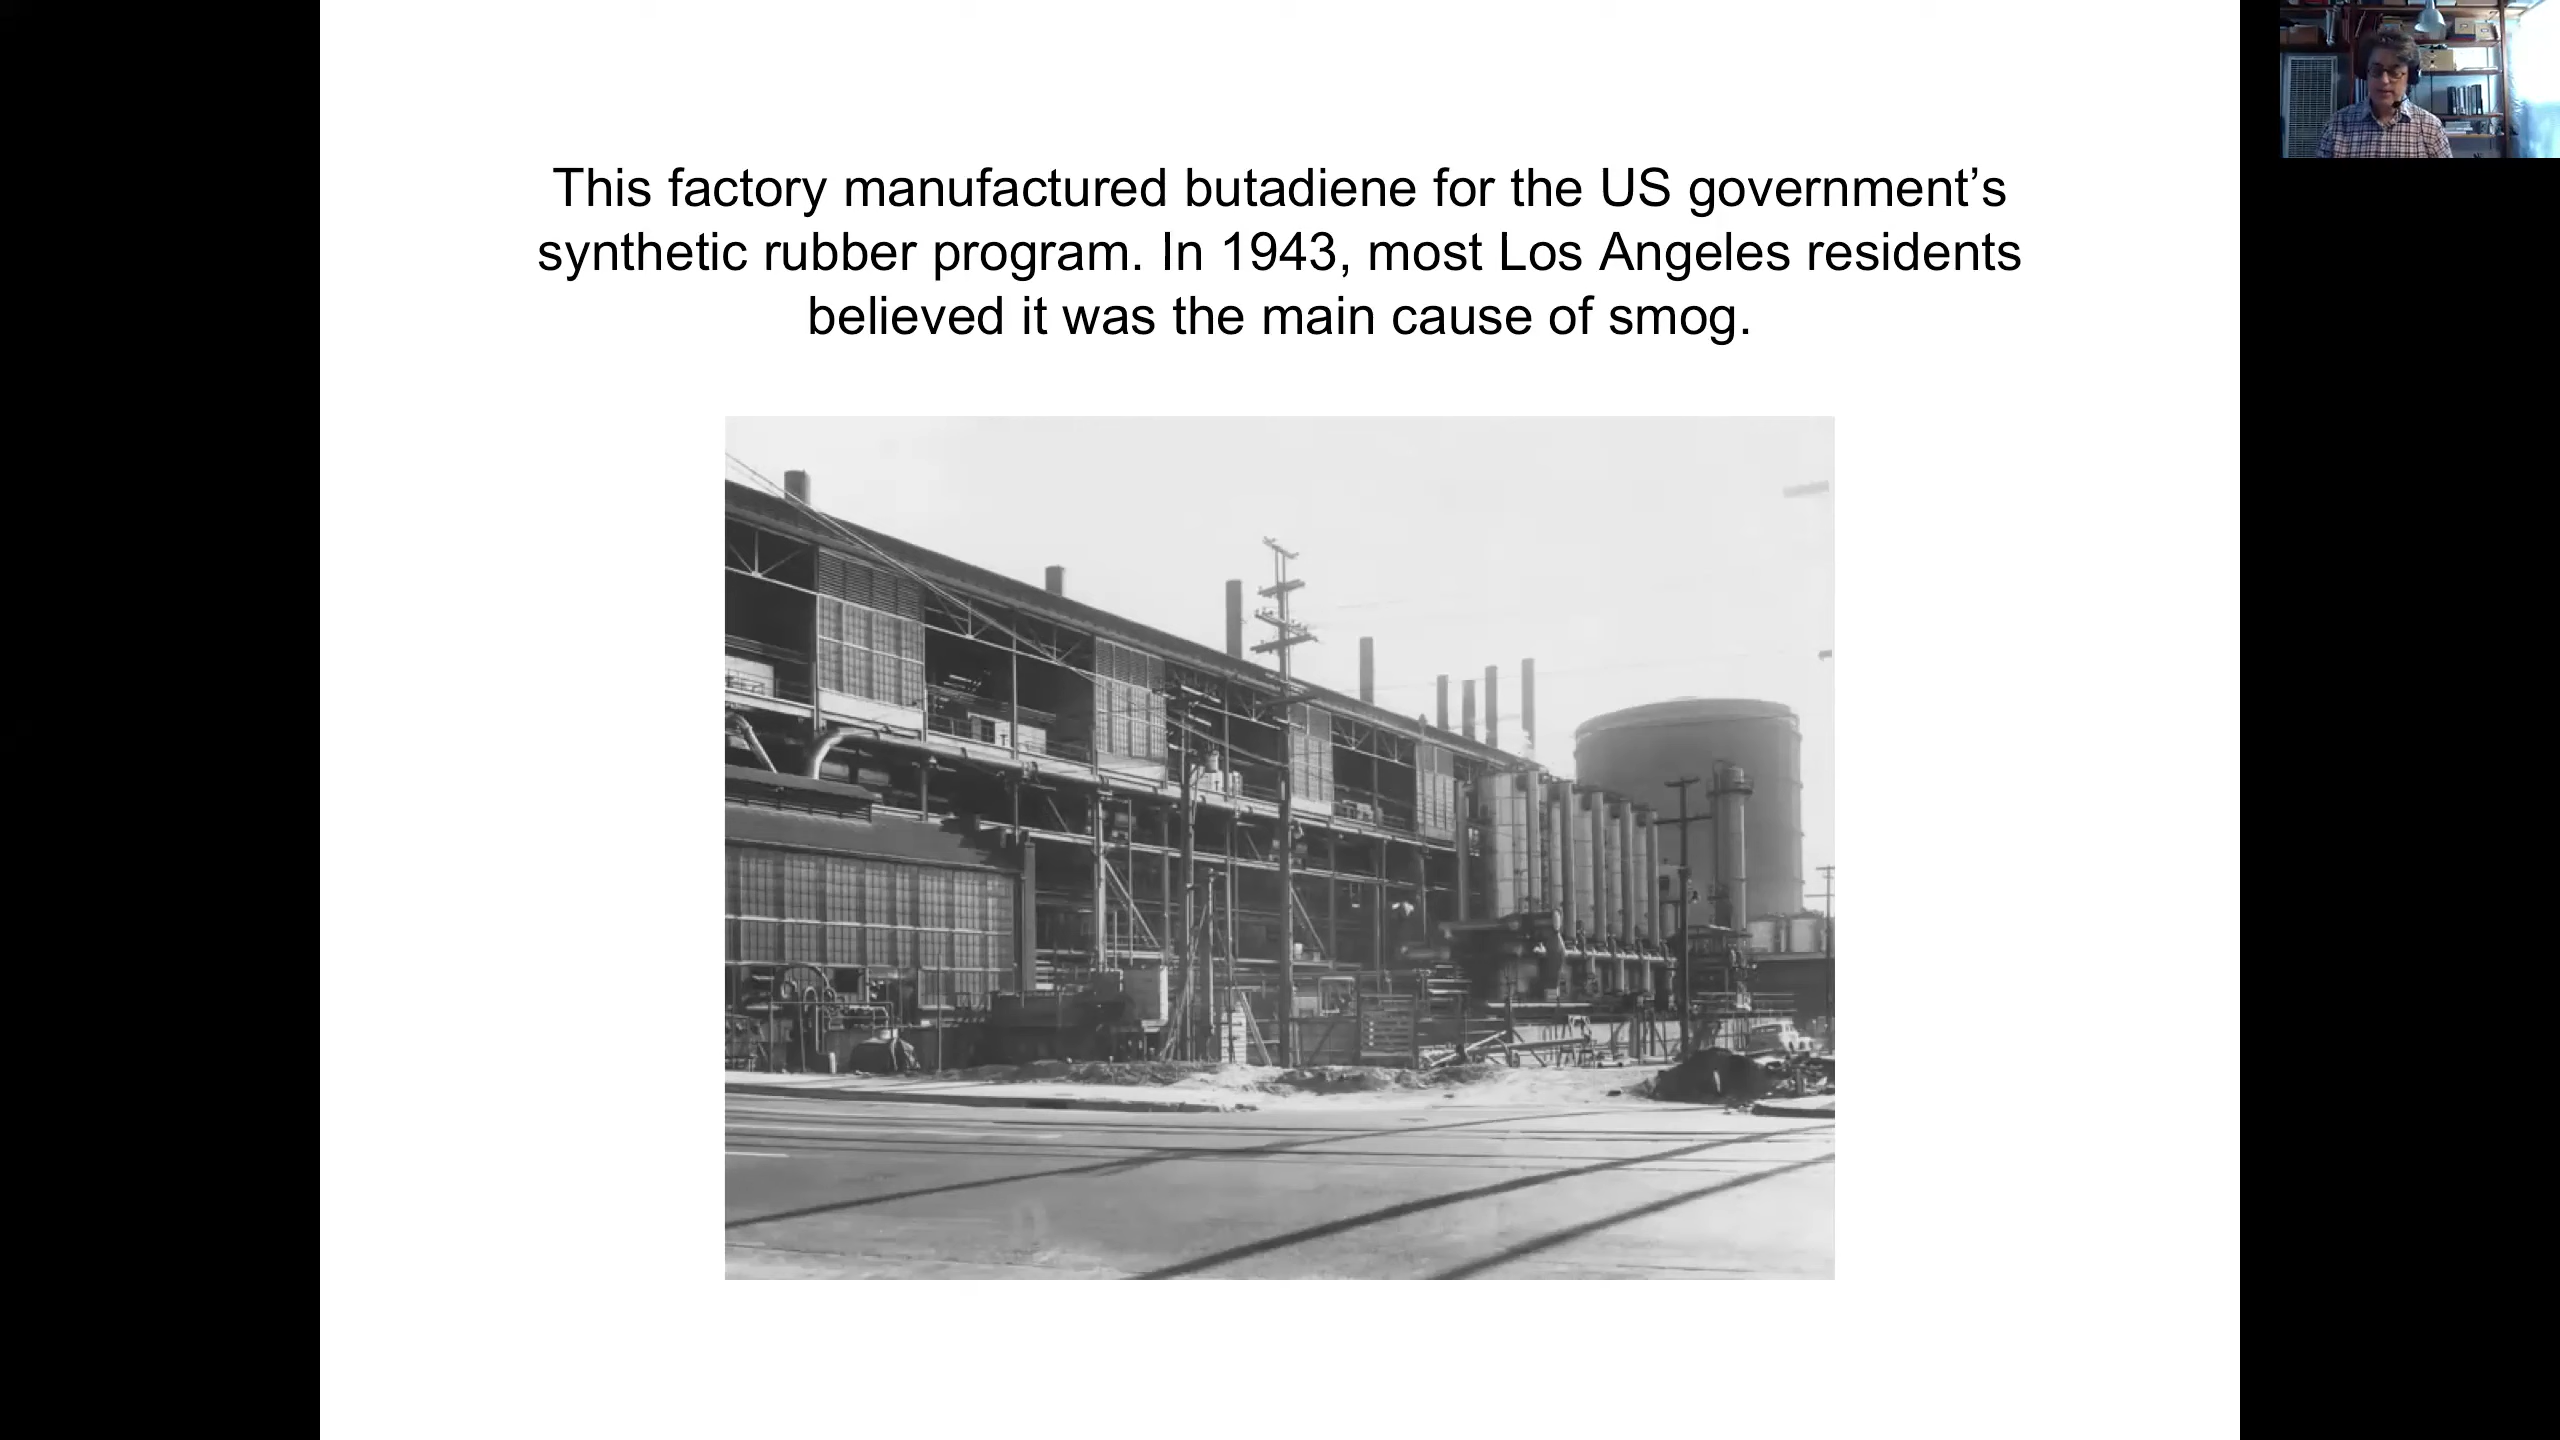 This factory manufactured butadiene for the US government’s
synthetic rubber program. In 1943, most Los Angeles residents
believed it was the main cause of smog.